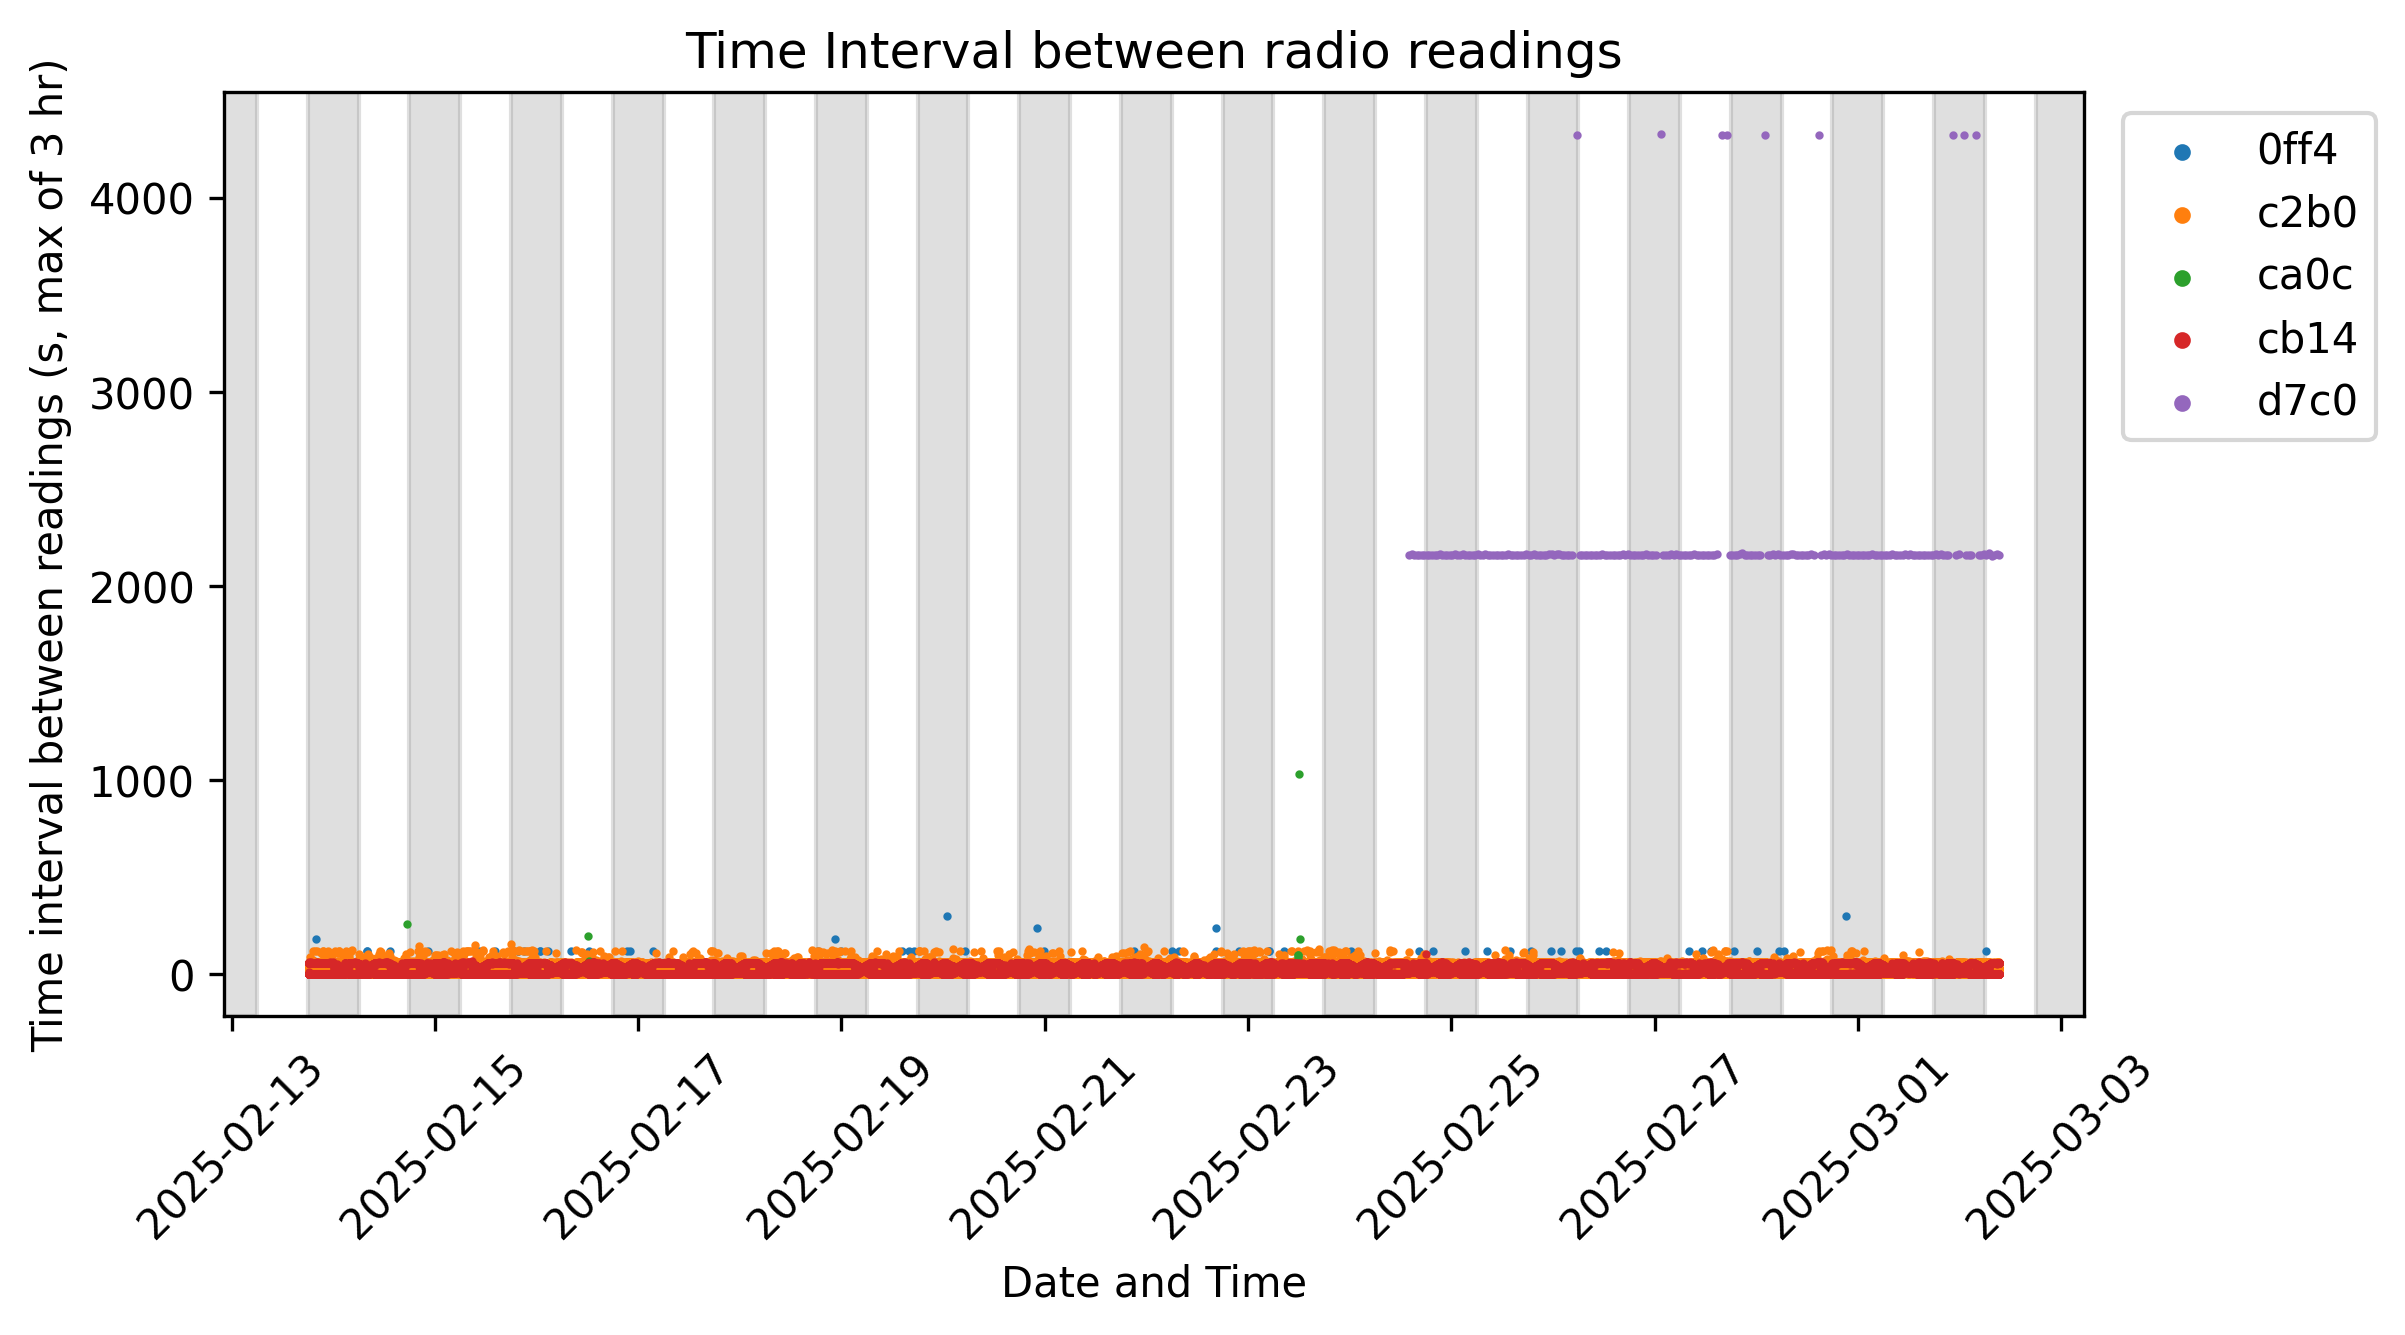 Time Interval between radio readings
Time interval between readings (s, max of 3 hr)
4000
3000
2000
1000
0
0ff4
c2b0
ca0c
cb14
d7c0
2025-02-13
2025-02-15
2025-02-17
2025-02-19
2025-02-21
2025-02-23
2025-02-25
2025-02-27
2025-03-01
2025-03-03
Date and Time